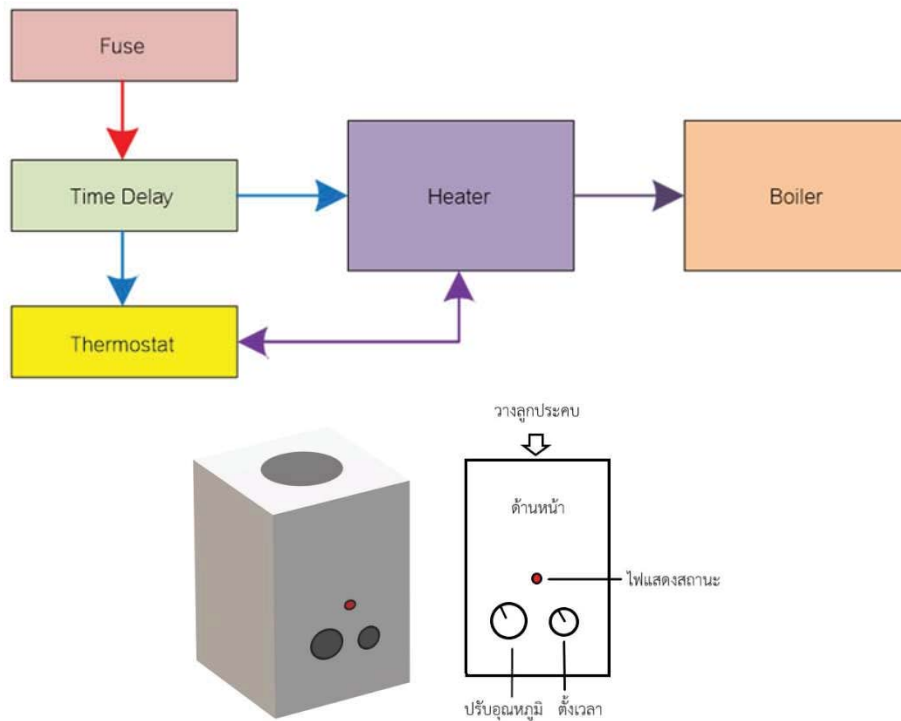 Fuse
Time Delay
Heater
Boiler
Thermostat
วางลูกประคบ
ด้านหน้า
ไฟแสดงสถานะ
ปรับอุณหภูมิ ตั้งเวลา